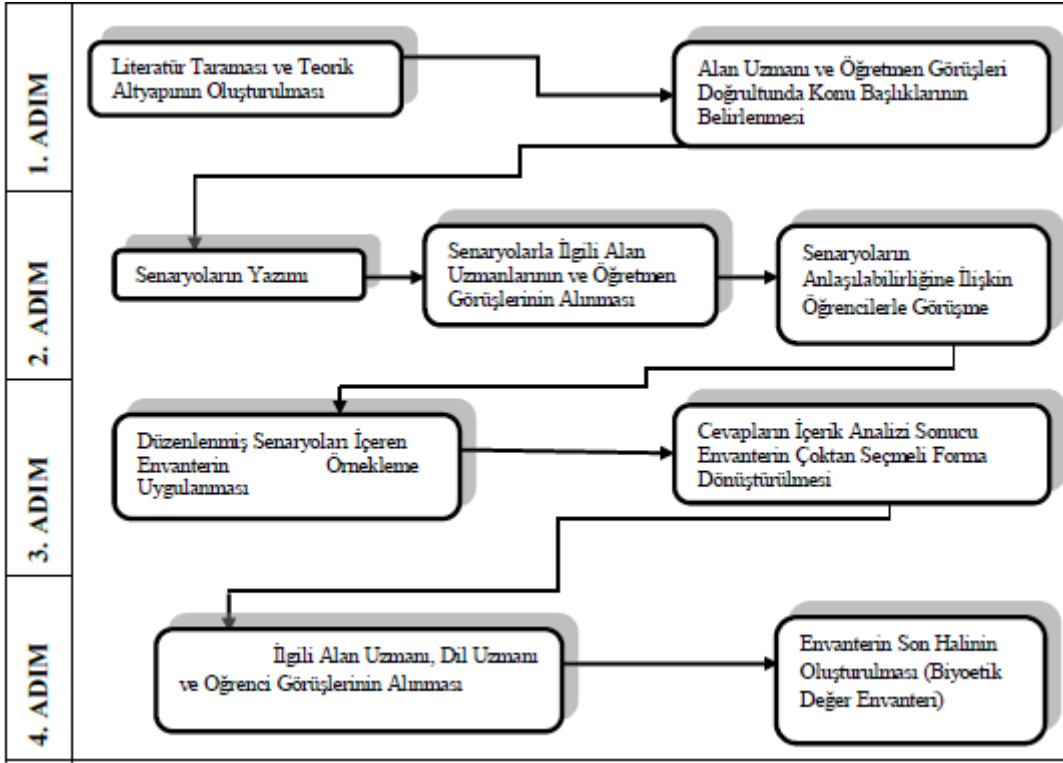 1. ADIM
Literatür Taraması ve Teorik
Altyapının Oluşturulması
Alan Uzmanı ve Öğretmen Görüşleri
Doğrultunda Konu Başlıklarının
Belirlenmesi
2. ADIM
Senaryoların Yazımı
Senaryolarla İlgili Alan
Uzmanlarının ve Öğretmen
Görüşlerinin Alınması
Senaryoların
Anlaşılabilirliğine İlişkin
Öğrencilerle Görüşme
3. ADIM
Düzenlenmiş Senaryoları İçeren
Envanterin Örnekleme
Uygulanması
Cevapların İçerik Analizi Sonucu
Envanterin Çoktan Seçmeli Forma
Dönüştürülmesi
4. ADIM
İlgili Alan Uzmanı, Dil Uzmanı
ve Oğrenci Görüşlerinin Alınması
Envanterin Son Halinin
Oluşturulması (Biyoetik
Değer Envanteri)